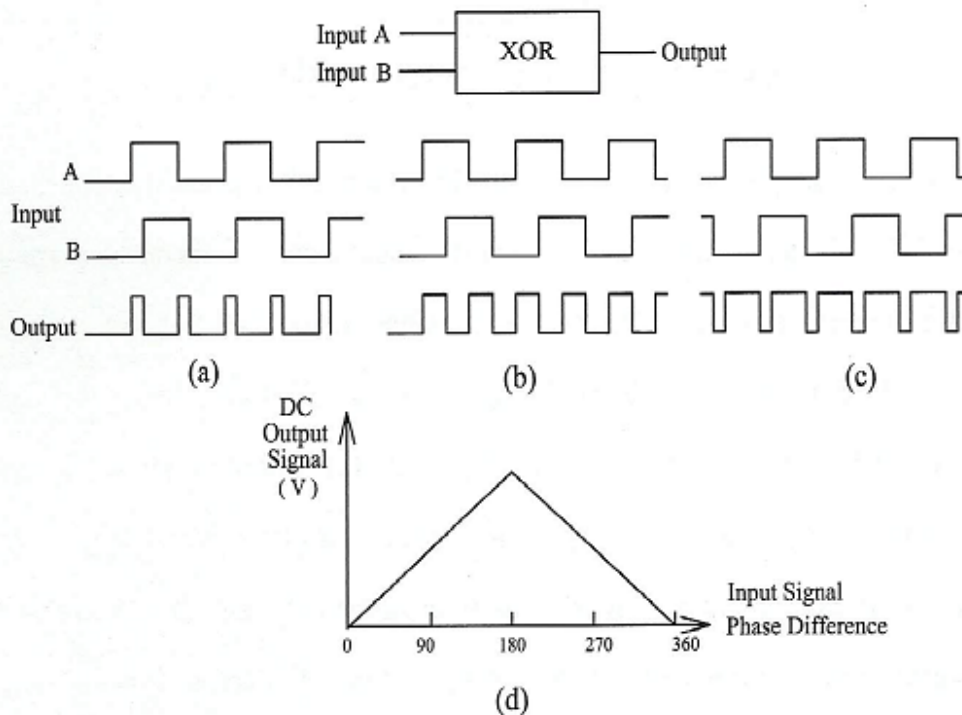 Input A
XOR
Output
Input B
A
Input
B
Output
(a)
(b)
(c)
DC
Output
Signal
( V )
Input Signal
Phase Difference
0
90
180
270
360
(d)